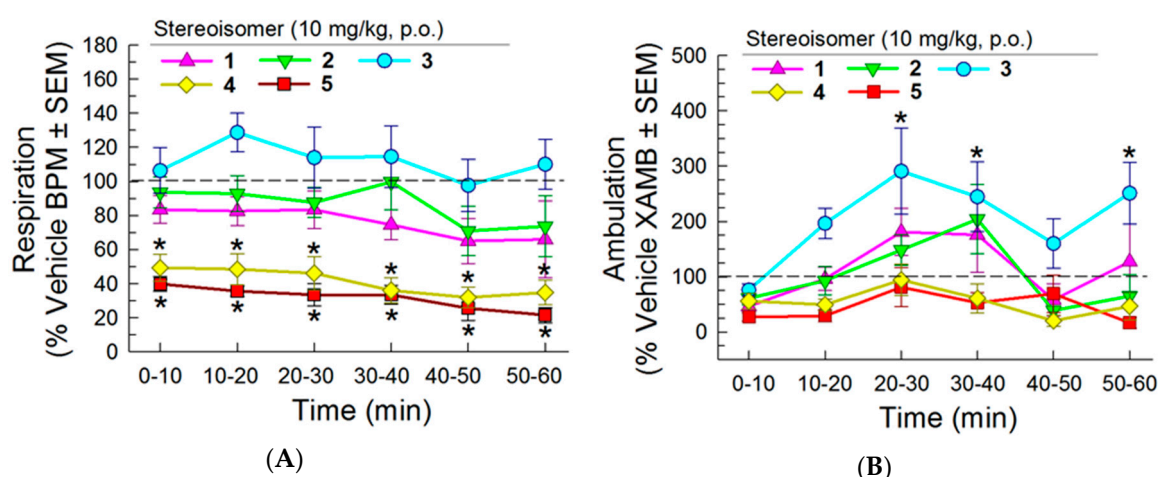 Stereoisomer (10 mg/kg, p.o.)
1 2 3
4 5
Respiration
(% Vehicle BPM ± SEM)
180
160
140
120
100
80
60
40
20
0
* * * * * *
* * * * * *
0-10 10-20 20-30 30-40 40-50 50-60
Time (min)
(A)
Stereoisomer (10 mg/kg, p.o.)
1 2 3
4 5
Ambulation
(% Vehicle XAMB ± SEM)
500
400
300
200
100
0
* * *
0-10 10-20 20-30 30-40 40-50 50-60
Time (min)
(B)